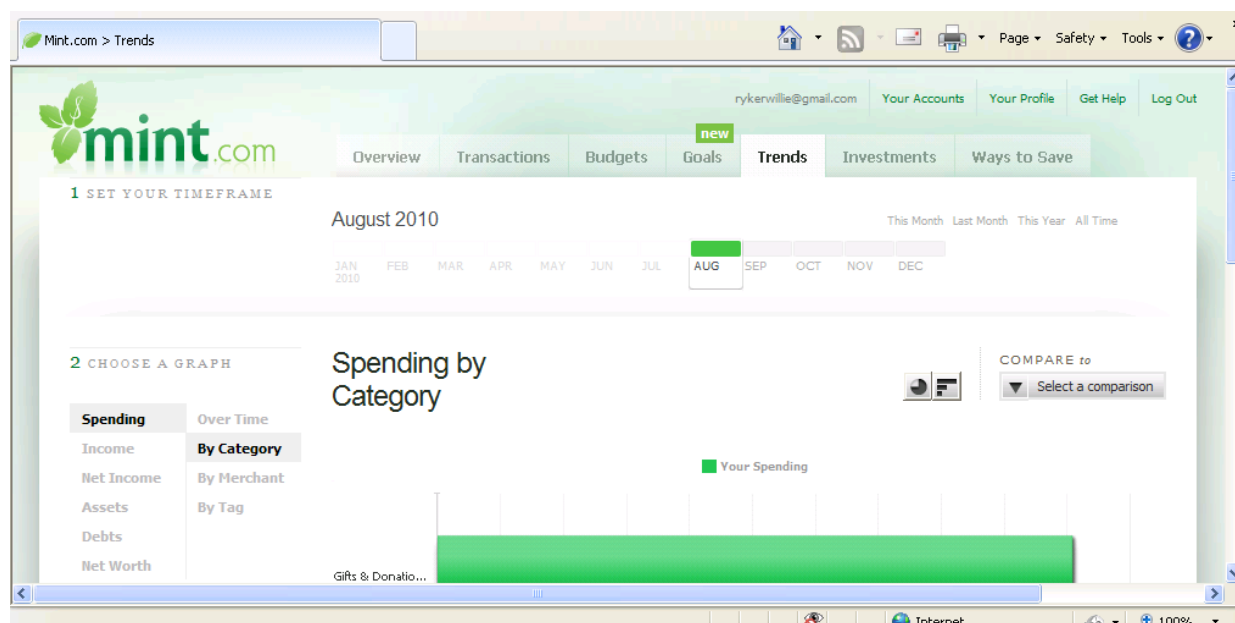 Mint.com > Trends
Page Safety Tools
rykerwillie@gmail.com Your Accounts Your Profile Get Help Log Out
mint.com
new
Overview Transactions Budgets Goals Trends Investments Ways to Save
1 SET YOUR TIMEFRAME
August 2010
This Month Last Month This Year All Time
JAN FEB MAR APR MAY JUN JUL AUG SEP OCT NOV DEC
2010
2 CHOOSE A GRAPH
Spending by
Category
COMPARE to
Select a comparison
Spending Over Time
Income By Category
Net Income By Merchant
Assets By Tag
Debts
Net Worth
Your Spending
Gifts & Donatio...
Internet 100%